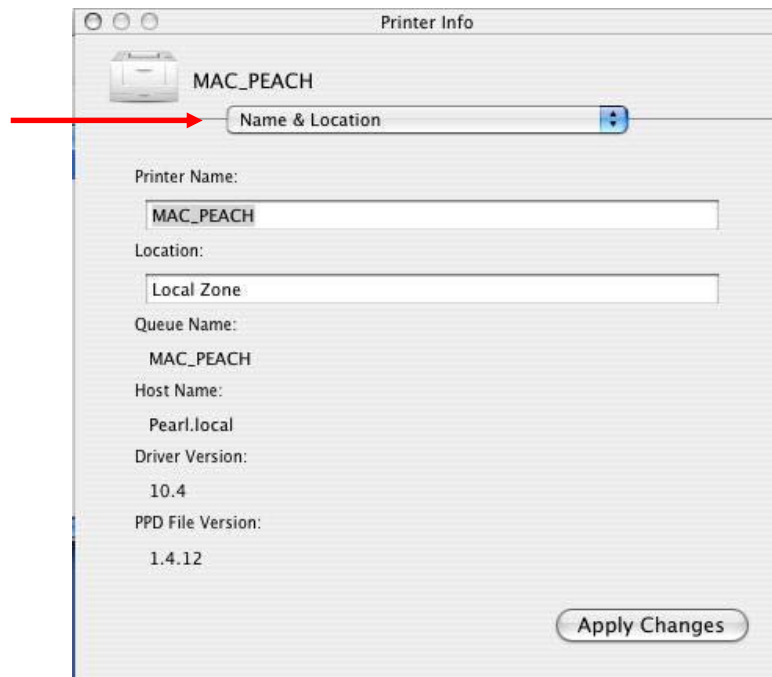 Printer Info
MAC_PEACH
Name & Location
Printer Name:
MAC_PEACH
Location:
Local Zone
Queue Name:
MAC_PEACH
Host Name:
Pearl.local
Driver Version:
10.4
PPD File Version:
1.4.12
Apply Changes